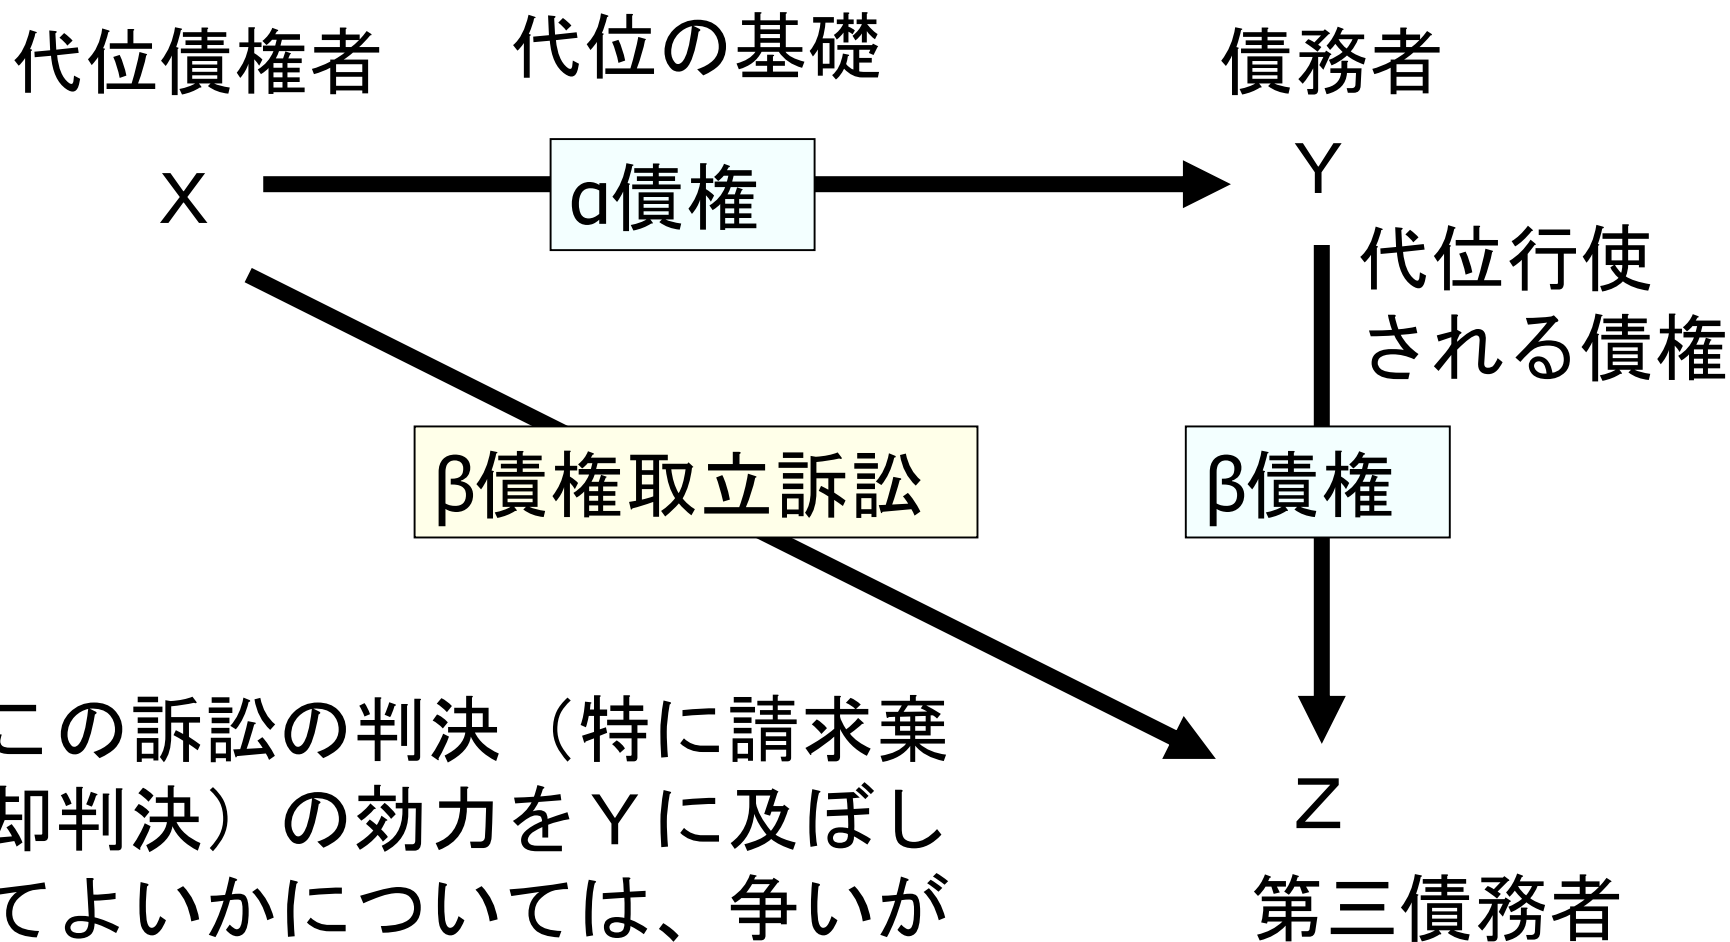 代位債権者
代位の基礎
債務者
X
α債権
Y
代位行使
される債権
β債権取立訴訟
β債権
この訴訟の判決（特に請求棄
却判決）の効力をYに及ぼし
てよいかについては、争いが
Z
第三債務者